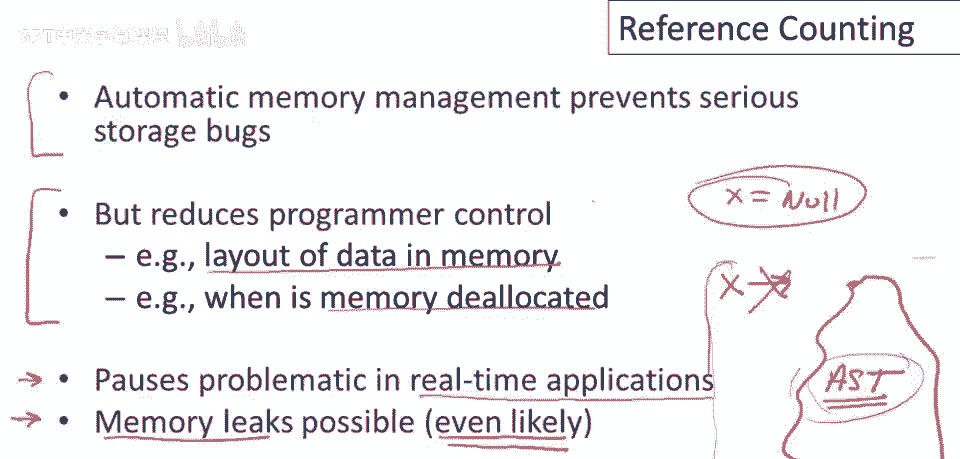 Reference Counting
• Automatic memory management prevents serious
storage bugs
• But reduces programmer control
– e.g., layout of data in memory
– e.g., when is memory deallocated
x = Null
x →
• Pauses problematic in real-time applications
AST
→ • Memory leaks possible (even likely)